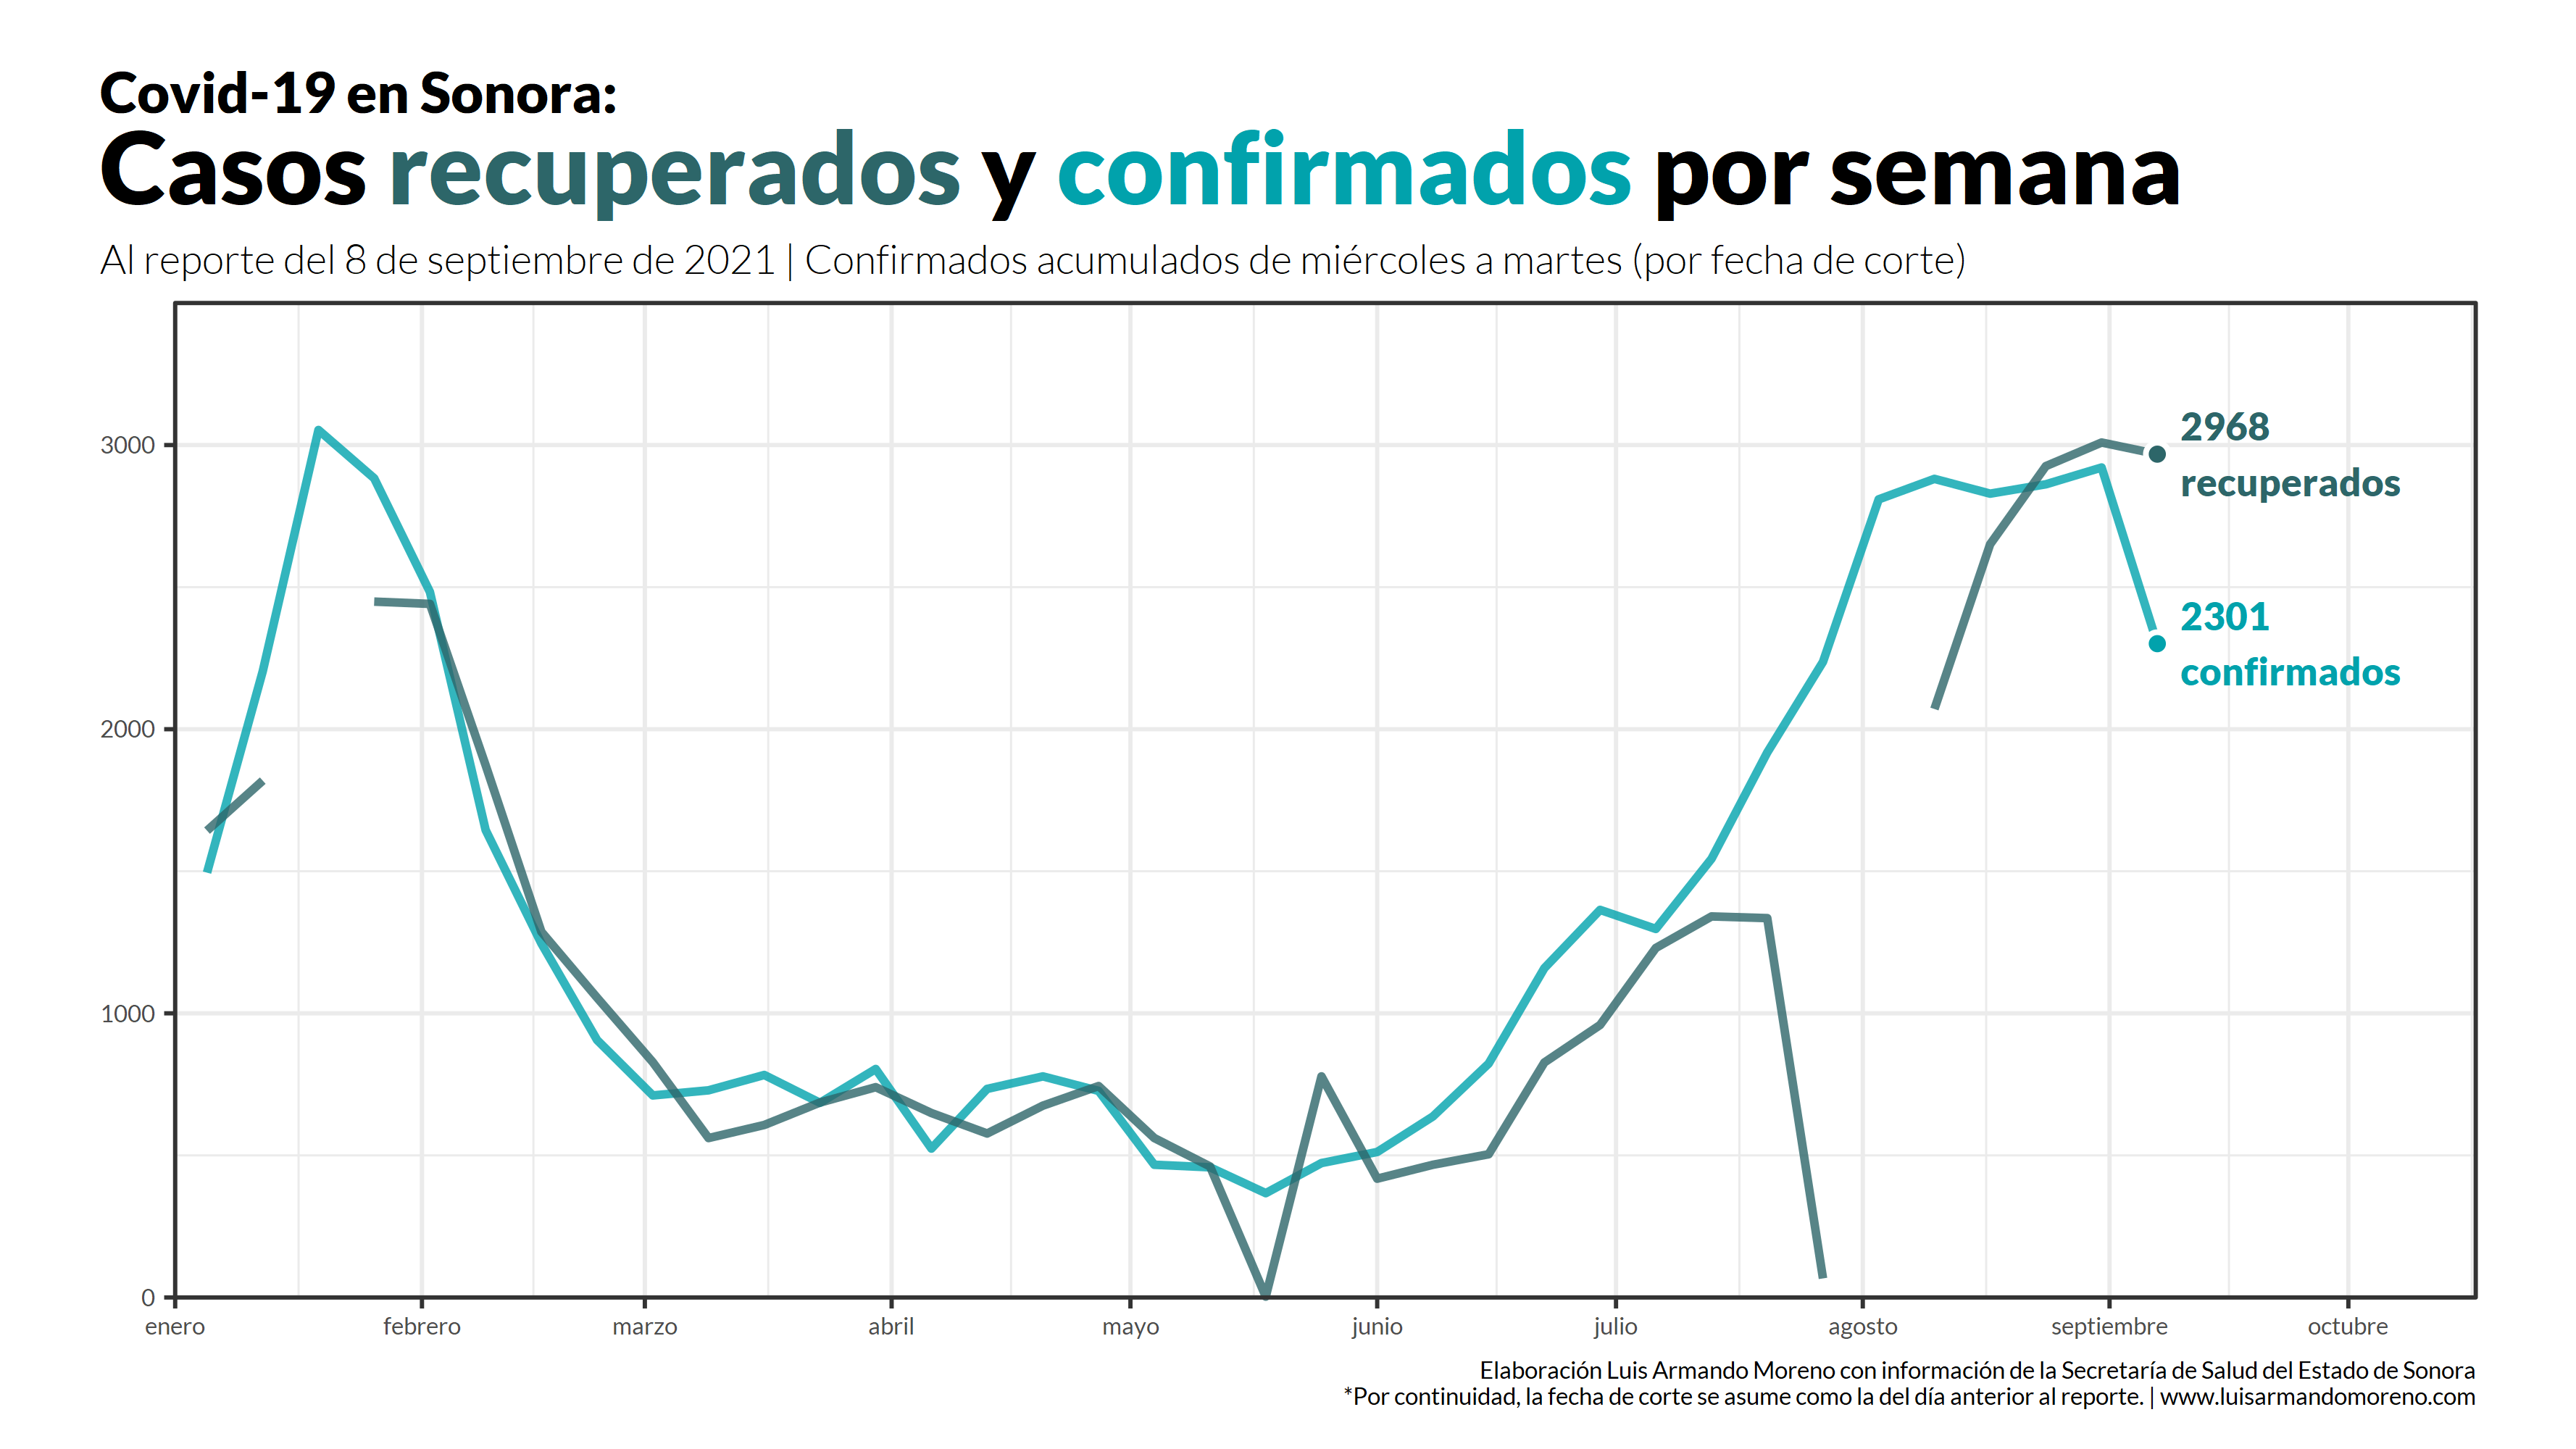 Covid-19 en Sonora:
Casos recuperados y confirmados por semana
Al reporte del 8 de septiembre de 2021 | Confirmados acumulados de miércoles a martes (por fecha de corte)
3000
2000
1000
0
2968
recuperados
2301
confirmados
enero febrero marzo abril mayo junio julio agosto septiembre octubre
Elaboración Luis Armando Moreno con información de la Secretaría de Salud del Estado de Sonora
*Por continuidad, la fecha de corte se asume como la del día anterior al reporte. | www.luisarmandomoreno.com